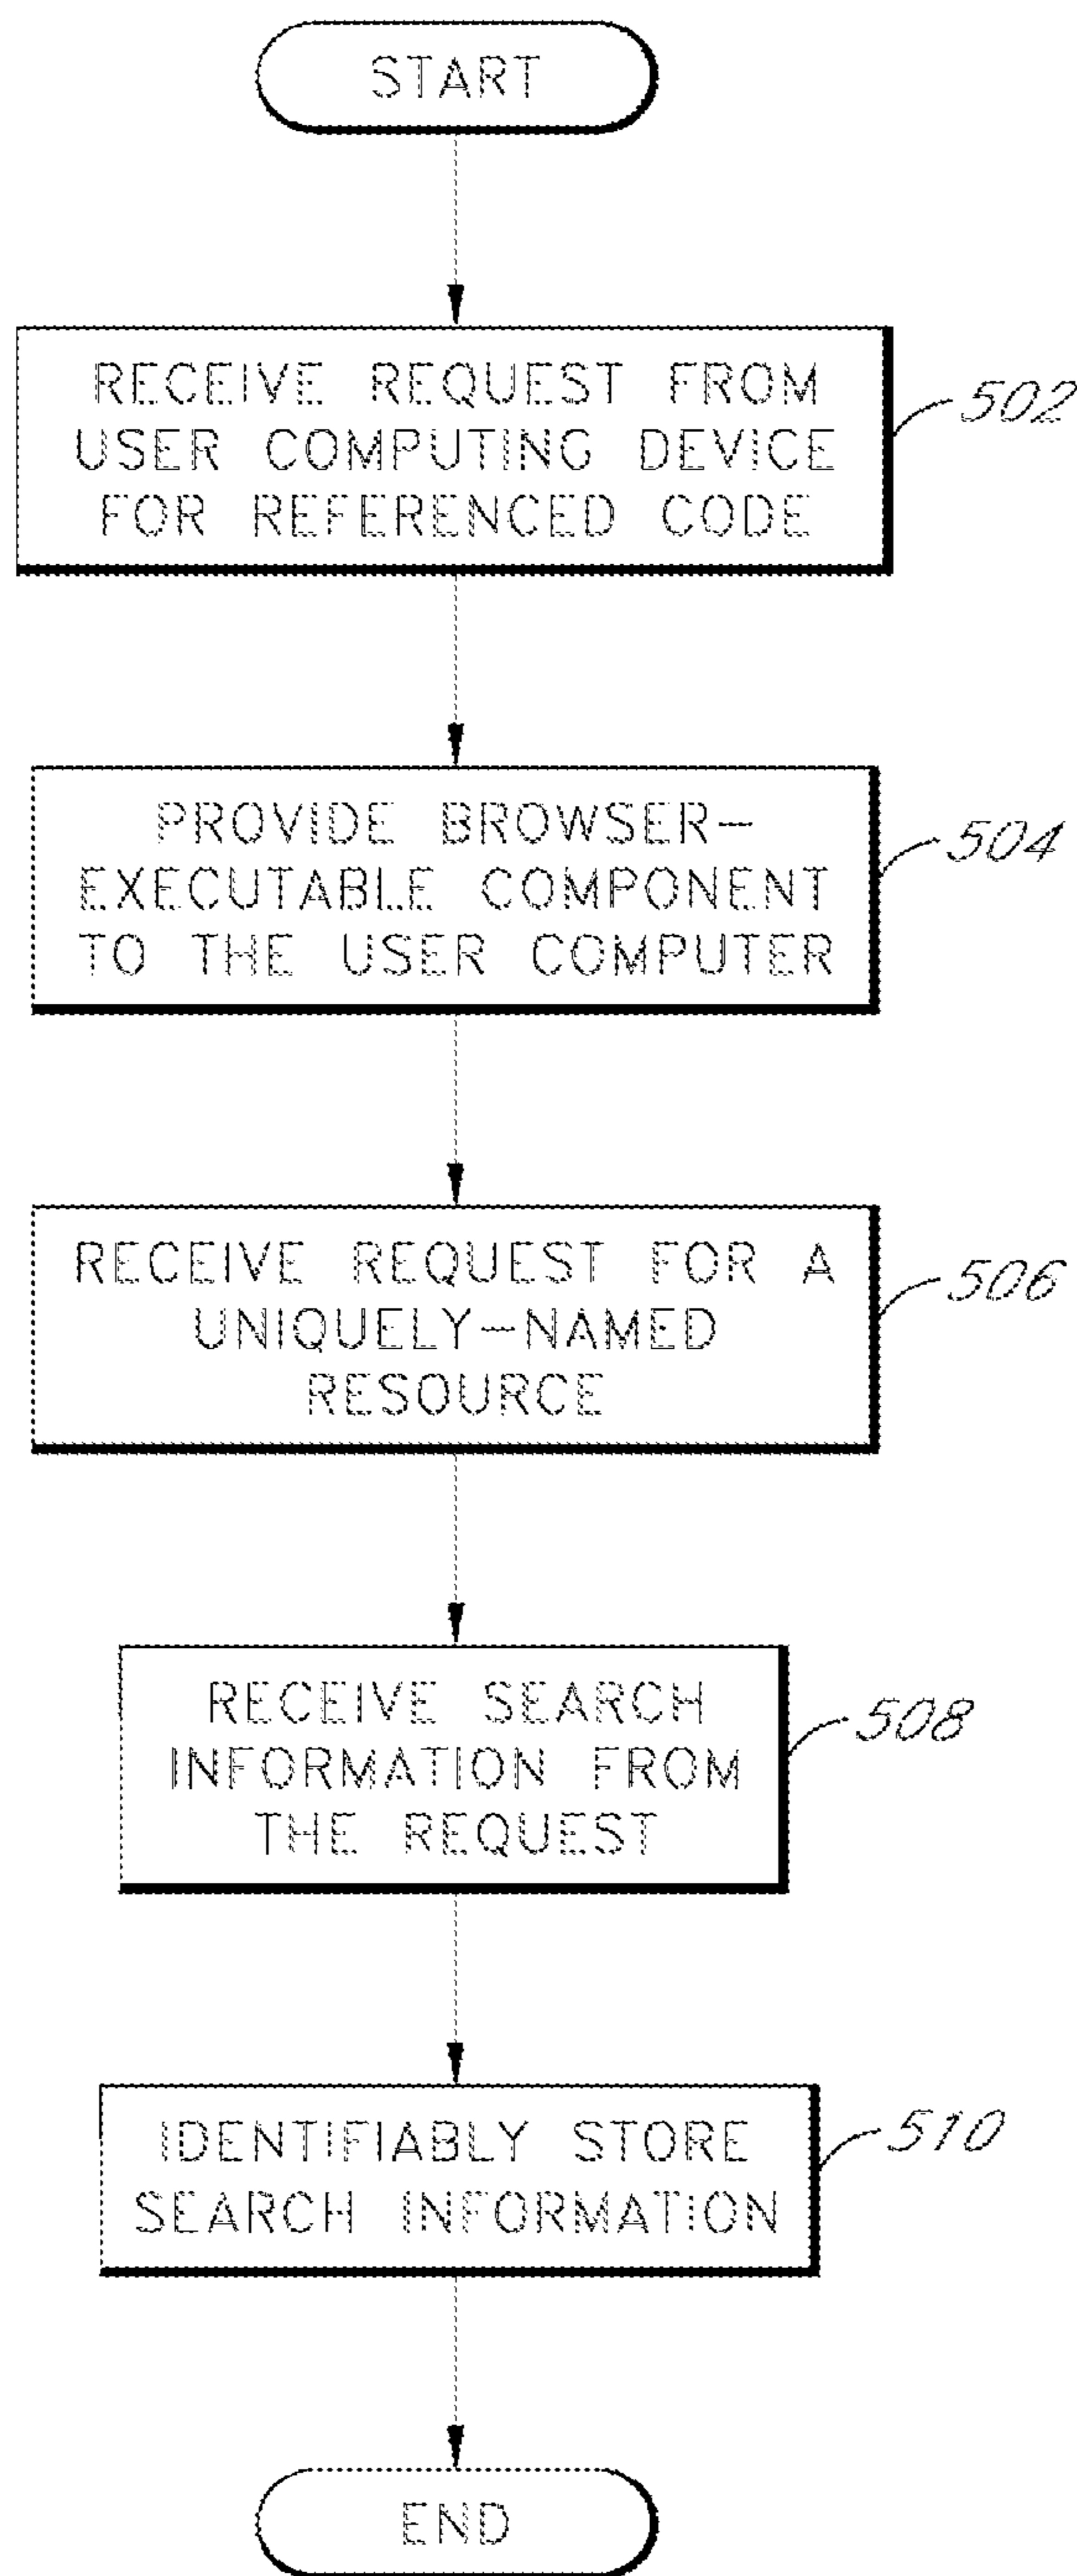 START
RECEIVE REQUEST FROM
USER COMPUTING DEVICE
FOR REFERENCED CODE
502
PROVIDE BROWSER-
EXECUTABLE COMPONENT
TO THE USER COMPUTER
504
RECEIVE REQUEST FOR A
UNIQUELY-NAMED
RESOURCE
506
RECEIVE SEARCH
INFORMATION FROM
THE REQUEST
508
IDENTIFIABLY STORE
SEARCH INFORMATION
510
END